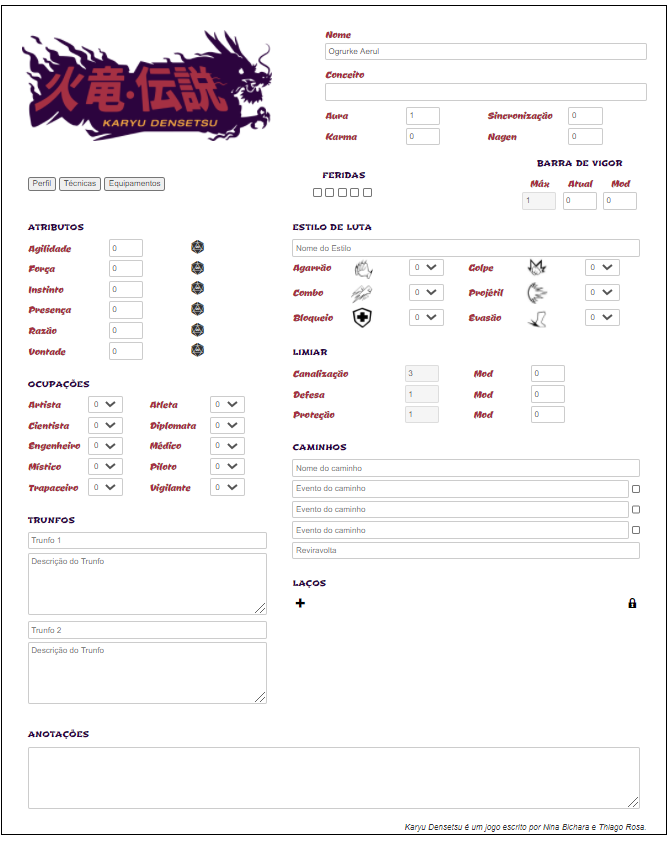 火竜・伝説
KARYU DENSETSU
Nome
Ogrurke Aerul
Conceito
Aura 1 Sincronização 0
Karma 0 Nagen 0
BARRA DE VIGOR
FERIDAS
Máx Atual Mod
1 0 0
Perfil Técnicas Equipamentos
ATRIBUTOS
Agilidade 0
Força 0
Instinto 0
Presença 0
Razão 0
Vontade 0
OCUPAÇÕES
Artista 0 Atleta 0
Cientista 0 Diplomata 0
Engenheiro 0 Médico 0
Místico 0 Piloto 0
Trapaceiro 0 Vigilante 0
TRUNFOS
Trunfo 1
Descrição do Trunfo
Trunfo 2
Descrição do Trunfo
ESTILO DE LUTA
Nome do Estilo
Agarrão 0 Golpe 0
Combo 0 Projétil 0
Bloqueio 0 Evasão 0
LIMIAR
Canalização 3 Mod 0
Defesa 1 Mod 0
Proteção 1 Mod 0
CAMINHOS
Nome do caminho
Evento do caminho
Evento do caminho
Evento do caminho
Reviravolta
LAÇOS
ANOTAÇÕES
Karyu Densetsu é um jogo escrito por Nina Bichara e Thiago Rosa.